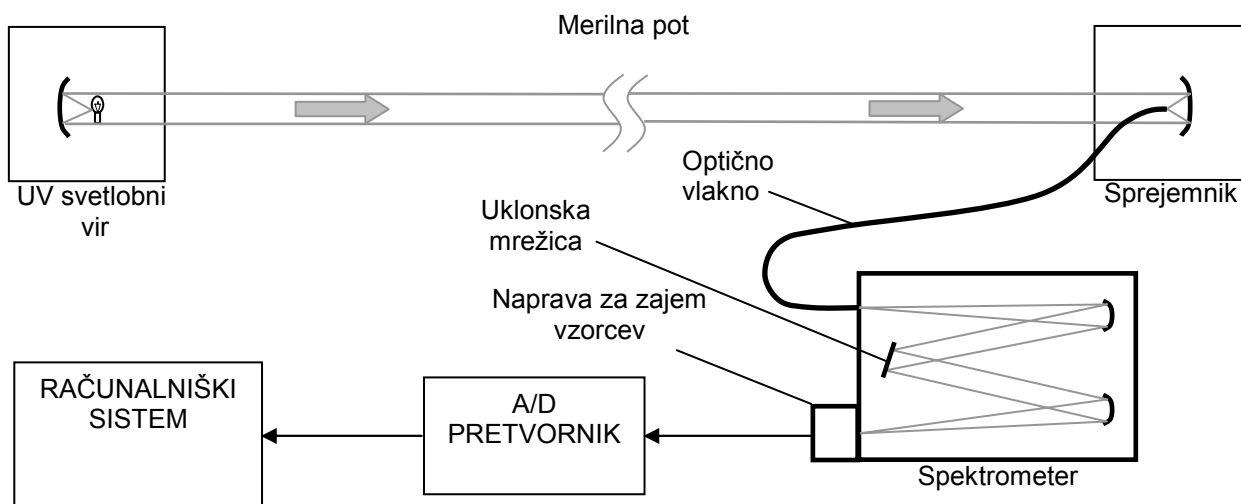 Merilna pot
UV svetlobni
vir
Optično
vlakno
Sprejemnik
Uklonska
mrežica
Naprava za zajem
vzorcev
RAČUNALNIŠKI
SISTEM
A/D
PRETVORNIK
Spektrometer